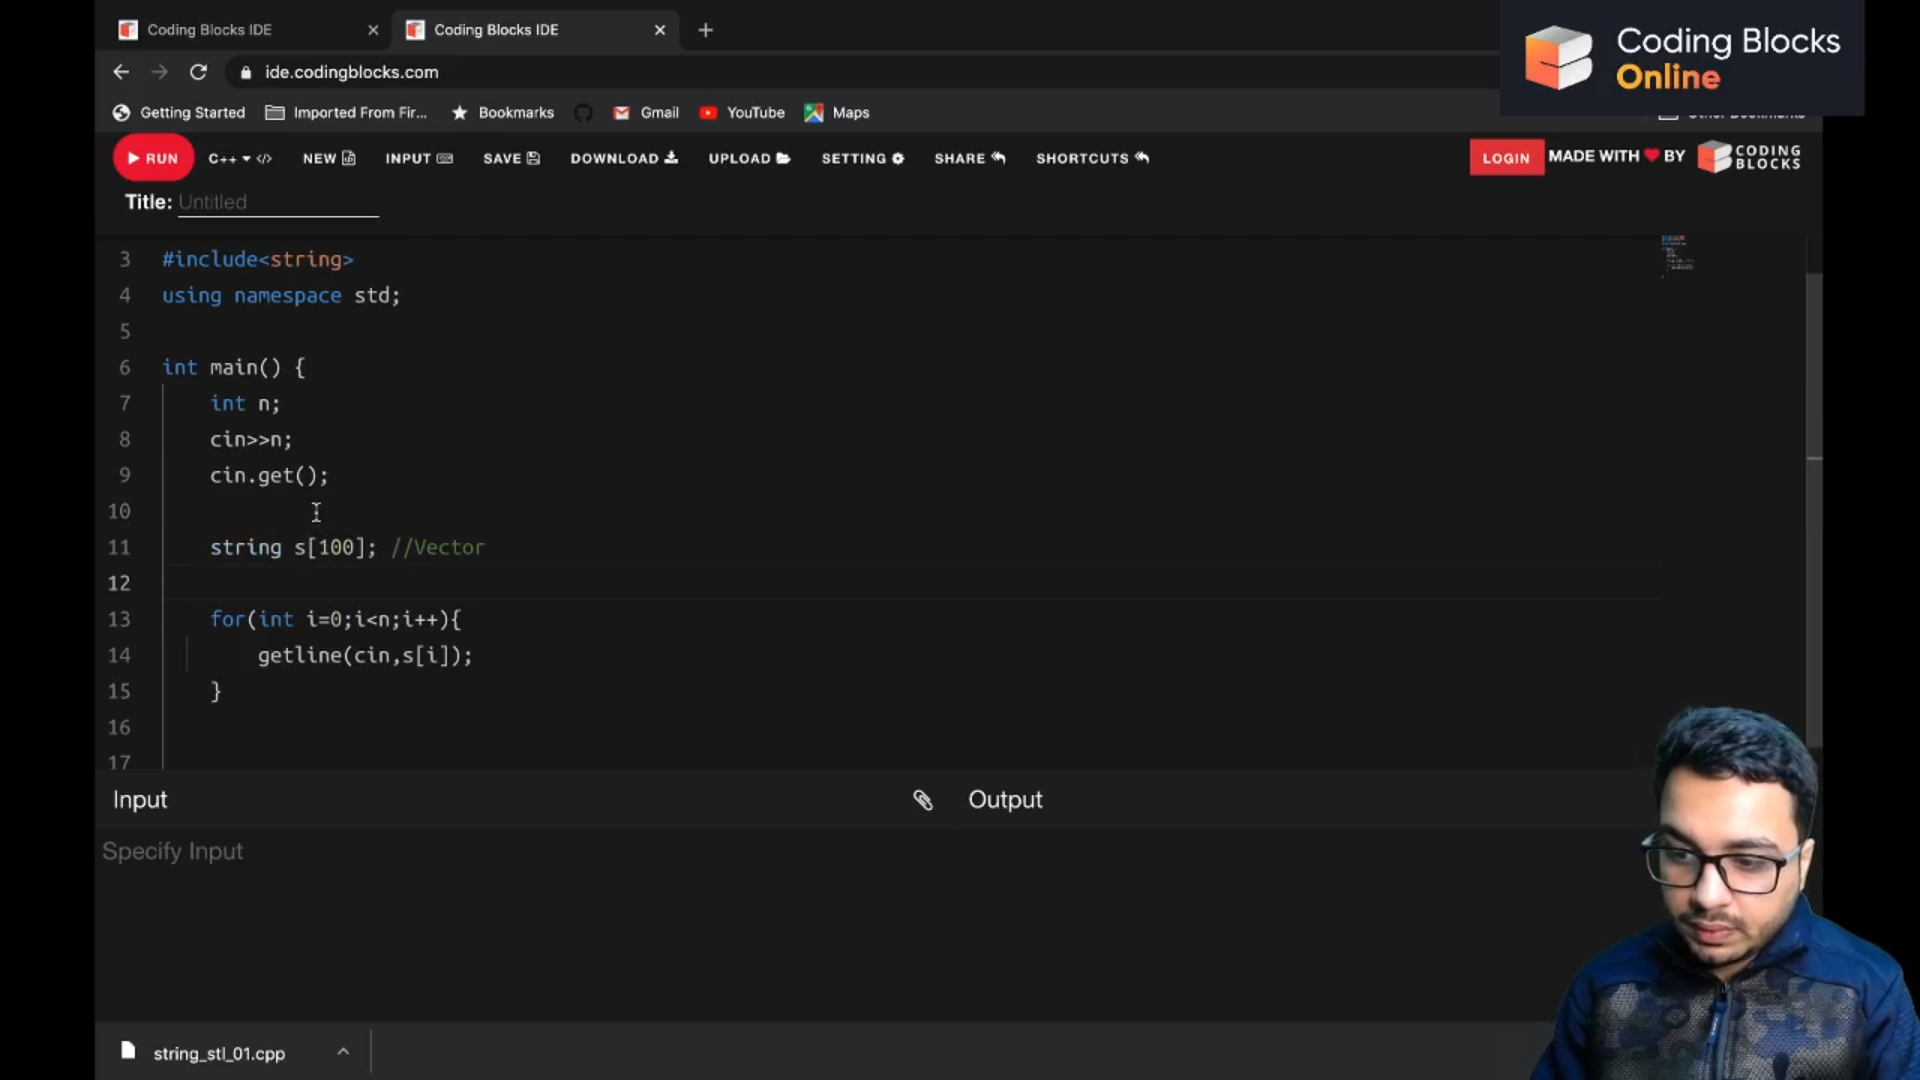 Coding Blocks IDE
Coding Blocks IDE
Coding Blocks
Online
ide.codingblocks.com
Getting Started
Imported From Fir...
Bookmarks
Gmail
YouTube
Maps
RUN
C++
NEW
INPUT
SAVE
DOWNLOAD
UPLOAD
SETTING
SHARE
SHORTCUTS
LOGIN
MADE WITH
BY
CODING
BLOCKS
Title: Untitled
3 #include<string>
4 using namespace std;
5
6 int main() {
7 int n;
8 cin>>n;
9 cin.get();
10
11 string s[100]; //Vector
12
13 for(int i=0;i<n;i++){
14 getline(cin,s[i]);
15 }
16
17
Input
Output
Specify Input
string_stl_01.cpp